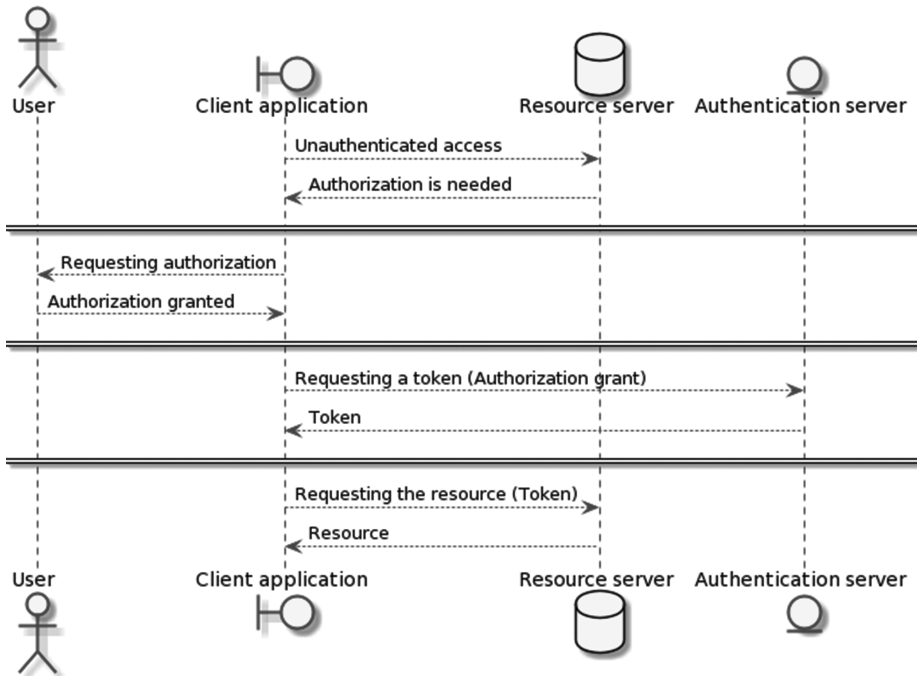 User
Client application
Resource server
Authentication server
Unauthenticated access
Authorization is needed
Requesting authorization
Authorization granted
Requesting a token (Authorization grant)
Token
Requesting the resource (Token)
Resource
User
Client application
Resource server
Authentication server